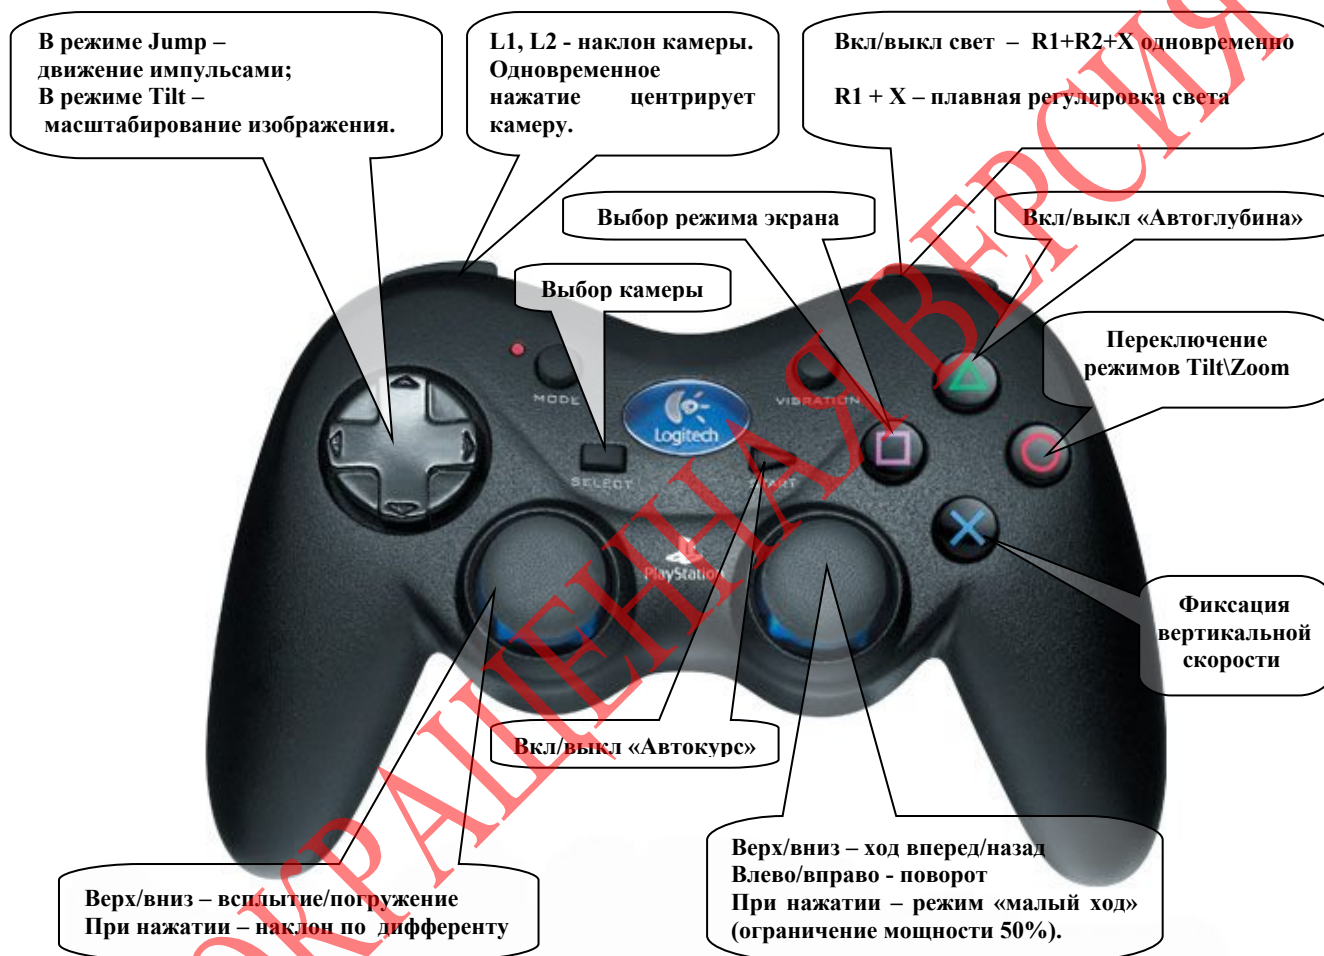 В режиме Jump –
движение импульсами;
В режиме Tilt –
масштабирование изображения.
L1, L2 - наклон камеры.
Одновременное
нажатие центрирует
камеру.
Вкл/выкл свет – R1+R2+X одновременно
R1 + X – плавная регулировка света
Выбор режима экрана
Вкл/выкл «Автоглубина»
Выбор камеры
Переключение
режимов Tilt\Zoom
MODE
VIBRATION
Logitech
SELECT
START
PlayStation
Фиксация
вертикальной
скорости
Вкл/выкл «Автокурс»
Верх/вниз – всплытие/погружение
При нажатии – наклон по дифференту
Верх/вниз – ход вперед/назад
Влево/вправо - поворот
При нажатии – режим «малый ход»
(ограничение мощности 50%).
ОКРАЩЕННАЯ ВЕРСИЯ